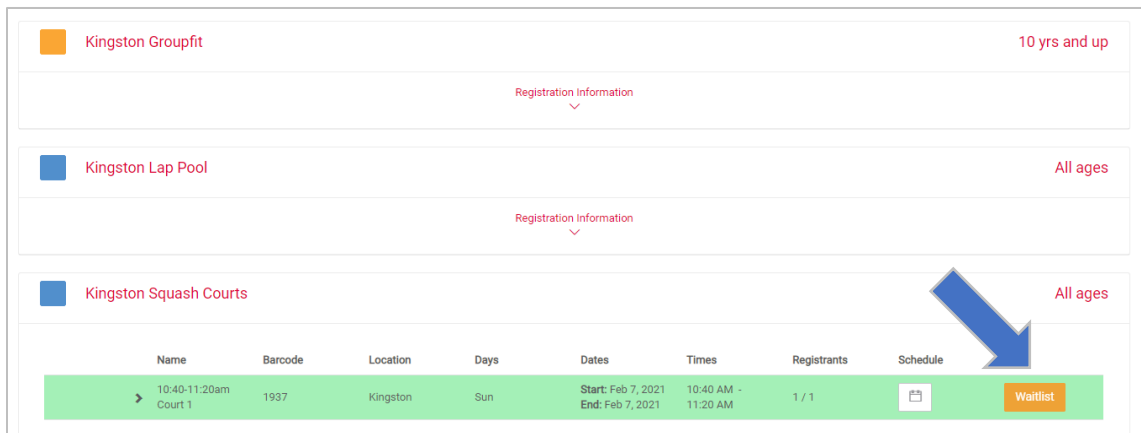 Kingston Groupfit 10 yrs and up
Registration Information
Kingston Lap Pool All ages
Registration Information
Kingston Squash Courts All ages
Name Barcode Location Days Dates Times Registrants Schedule
10:40-11:20am Court 1 1937 Kingston Sun Start: Feb 7, 2021 End: Feb 7, 2021 10:40 AM - 11:20 AM 1 / 1 Waitlist